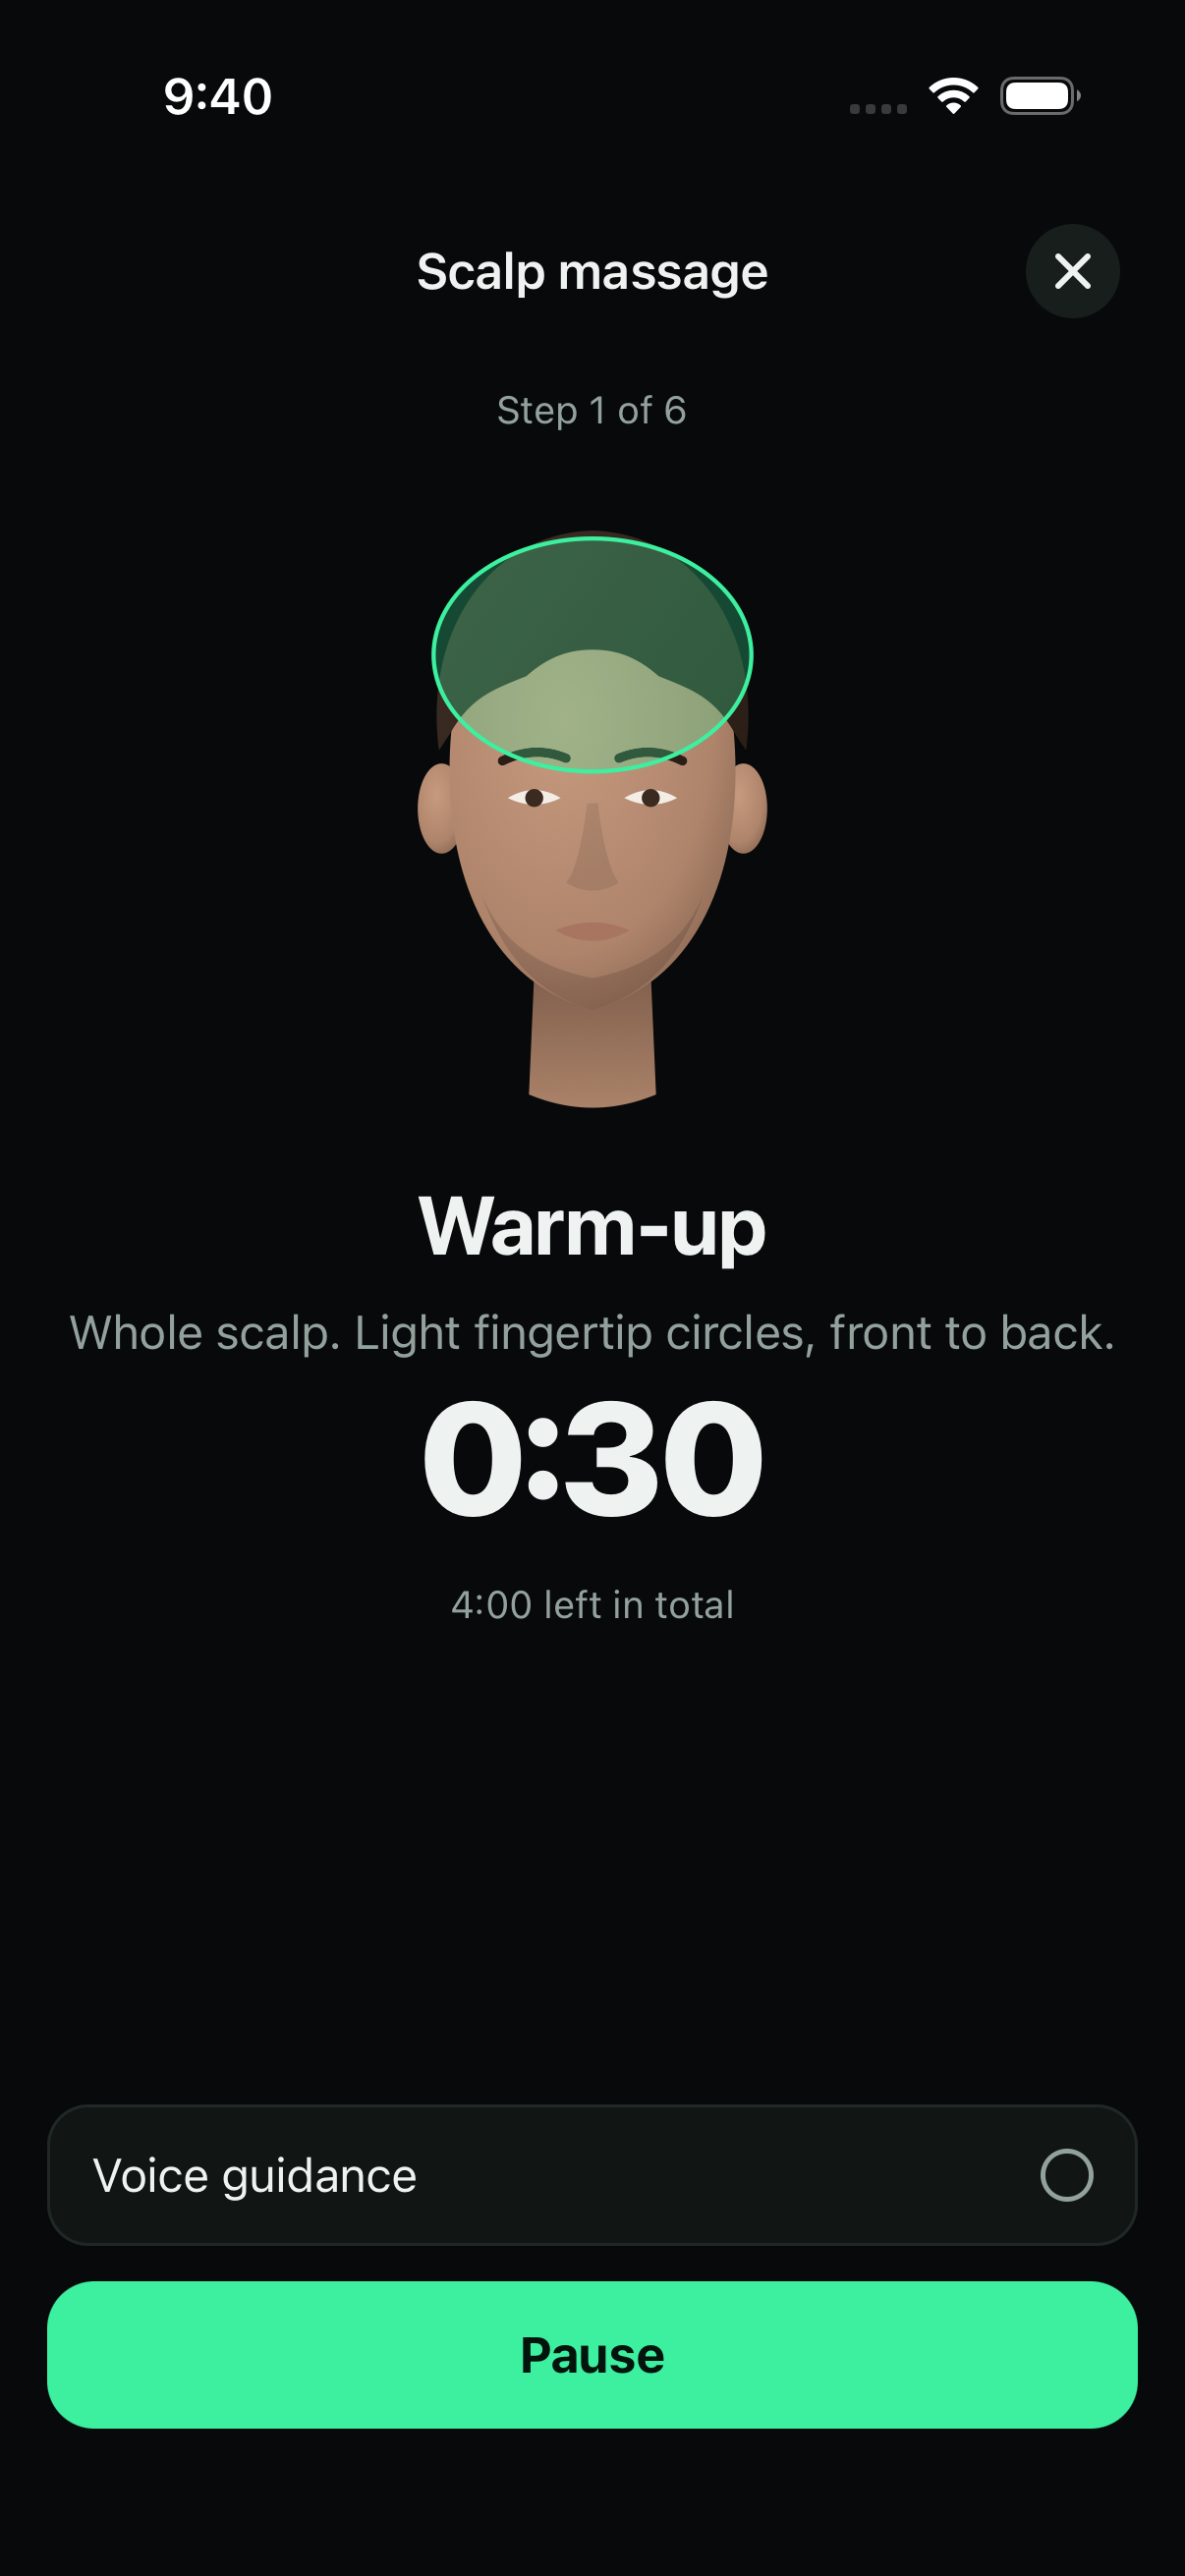 9:40
Scalp massage
Step 1 of 6
Warm-up
Whole scalp. Light fingertip circles, front to back.
0:30
4:00 left in total
Voice guidance
Pause